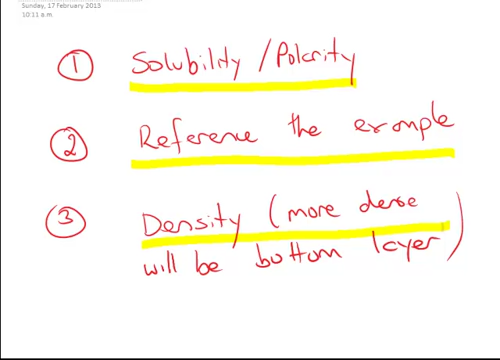 Sunday, 17 February 2013
10:11 a.m.
① Solubility / Polarity
② Reference the example
③ Density (more dense
will be bottom layer)